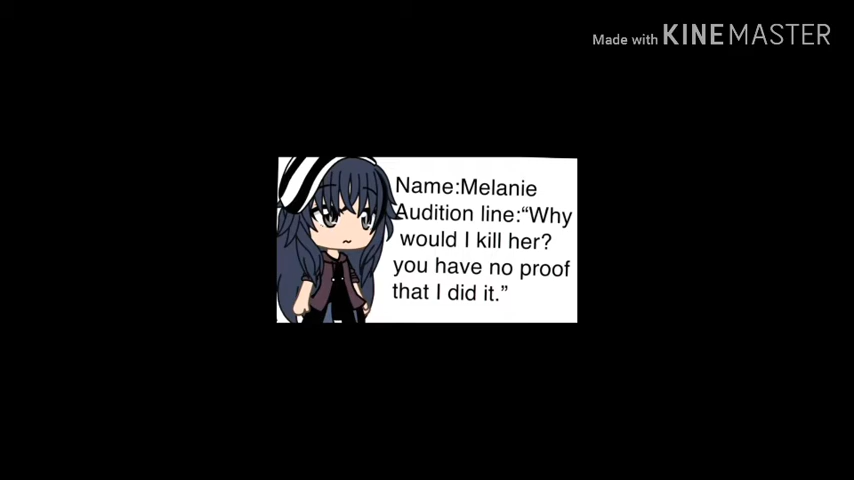 Made with KINEMASTER
Name:Melanie
Audition line:“Why
would I kill her?
you have no proof
that I did it.”